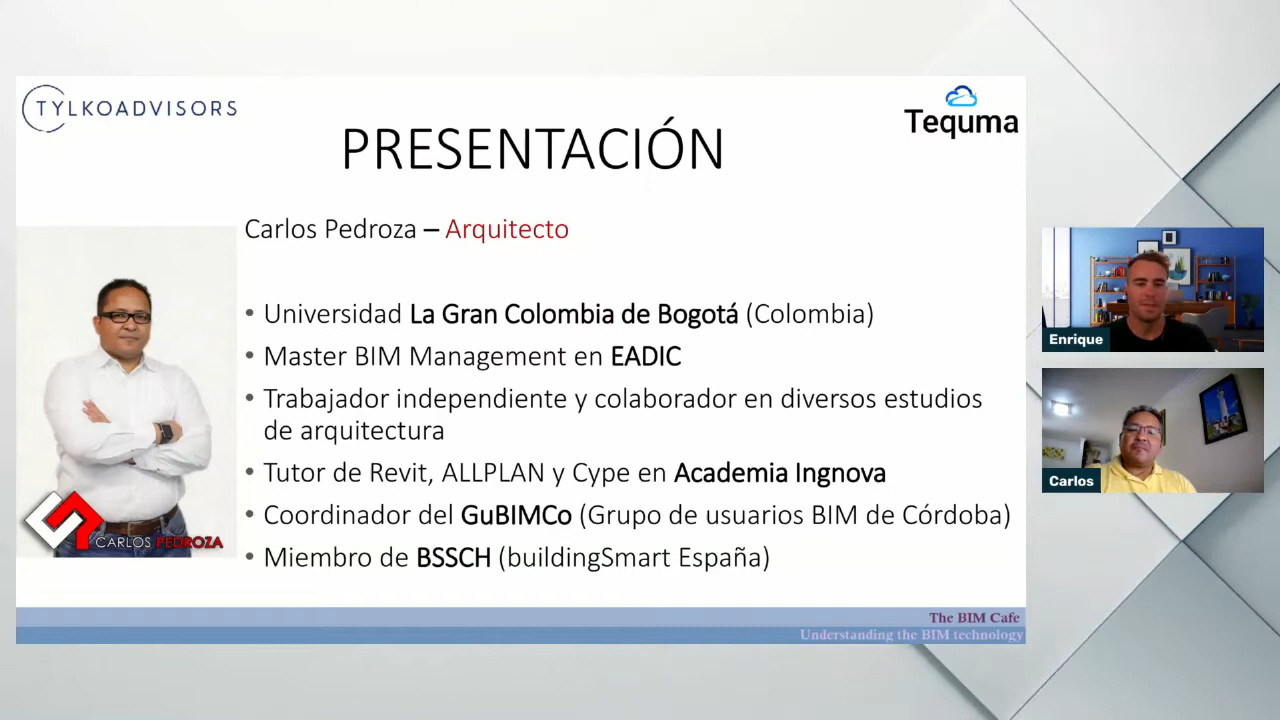 TYLKOADVISORS
Tequma
PRESENTACIÓN
Carlos Pedroza – Arquitecto
• Universidad La Gran Colombia de Bogotá (Colombia)
• Master BIM Management en EADIC
• Trabajador independiente y colaborador en diversos estudios
de arquitectura
• Tutor de Revit, ALLPLAN y Cype en Academia Ingnova
• Coordinador del GuBIMCo (Grupo de usuarios BIM de Córdoba)
• Miembro de BSSCH (buildingSmart España)
CARLOS PEDROZA
The BIM Cafe
Understanding the BIM technology
Enrique
Carlos